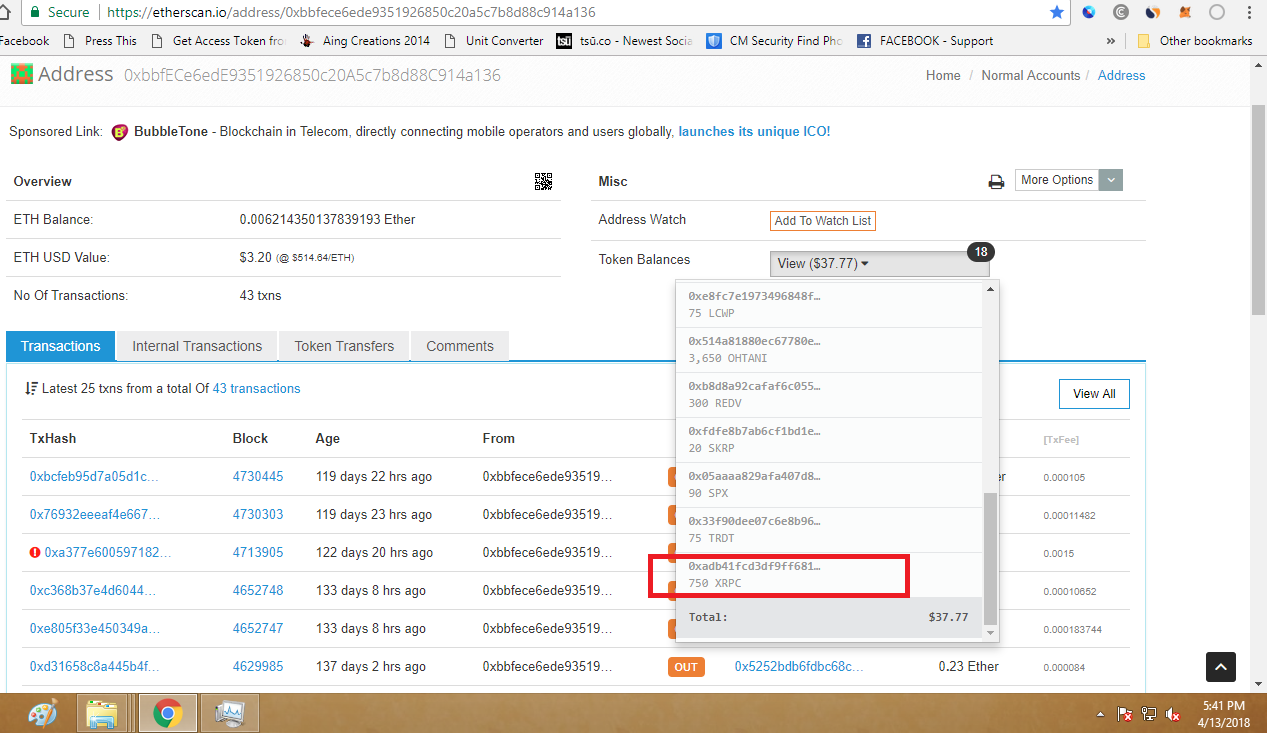 Secure https://etherscan.io/address/0xbbfece6ede9351926850c20a5c7b8d88c914a136
Facebook Press This Get Access Token fro Aing Creations 2014 Unit Converter tsū tsū.co - Newest Socia CM Security Find Pho FACEBOOK - Support » Other bookmarks
Address 0xbbfECe6edE9351926850c20A5c7b8d88C914a136
Home / Normal Accounts / Address
Sponsored Link: BubbleTone - Blockchain in Telecom, directly connecting mobile operators and users globally, launches its unique ICO!
Overview
ETH Balance: 0.006214350137839193 Ether
ETH USD Value: $3.20 (@ $514.64/ETH)
No Of Transactions: 43 txns
Misc
More Options
Address Watch Add To Watch List
Token Balances View ($37.77) 18
0xe8fc7e1973496848f…
75 LCWP
0x514a81880ec67780e…
3,650 OHTANI
0xb8d8a92cafaf6c055…
300 REDV
0xfdfe8b7ab6cf1bd1e…
20 SKRP
0x05aaaa829afa407d8…
90 SPX
0x33f90dee07c6e8b96…
75 TRDT
0xadb41fcd3df9ff681…
750 XRPC
Total: $37.77
Transactions Internal Transactions Token Transfers Comments
Latest 25 txns from a total Of 43 transactions
View All
TxHash Block Age From [TxFee]
0xbcfeb95d7a05d1c… 4730445 119 days 22 hrs ago 0xbbfece6ede93519… er 0.000105
0x76932eeeaf4e667… 4730303 119 days 23 hrs ago 0xbbfece6ede93519… 0.00011482
0xa377e600597182… 4713905 122 days 20 hrs ago 0xbbfece6ede93519… 0.0015
0xc368b37e4d6044… 4652748 133 days 8 hrs ago 0xbbfece6ede93519… 0.00010652
0xe805f33e450349a… 4652747 133 days 8 hrs ago 0xbbfece6ede93519… 0.000183744
0xd31658c8a445b4f… 4629985 137 days 2 hrs ago 0xbbfece6ede93519… OUT 0x5252bdb6fdbc68c… 0.23 Ether 0.000084
5:41 PM
4/13/2018